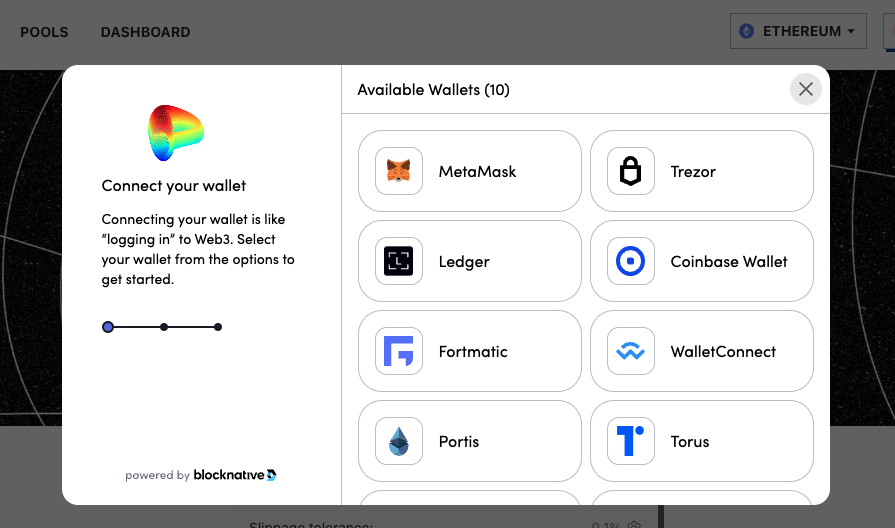 POOLS DASHBOARD ETHEREUM
Available Wallets (10)
Connect your wallet
Connecting your wallet is like
“logging in” to Web3. Select
your wallet from the options to
get started.
powered by blocknative
MetaMask Trezor
Ledger Coinbase Wallet
Fortmatic WalletConnect
Portis Torus
Slippage tolerance: 0.1%